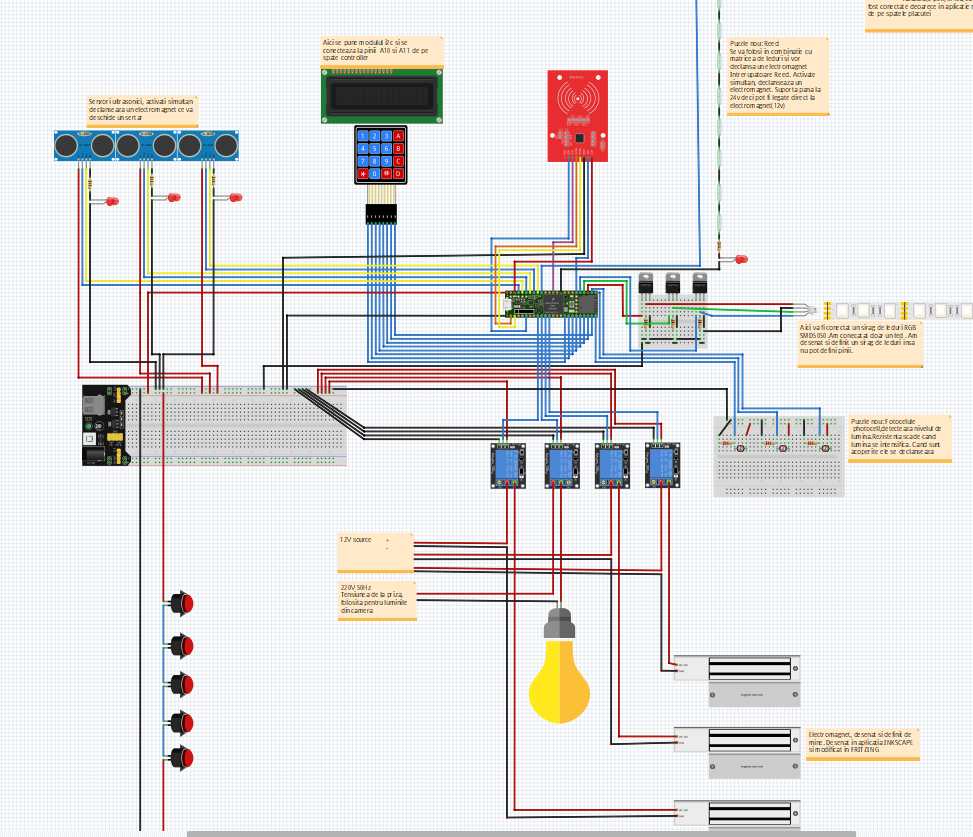 fost conectate deoarece in aplicatie n
de pe spatele placutei
Aici se pune modulul i2c si se
conecteaza la pinii A10 si A11 de pe
spate controller
Puzzle nou: Reed
Se va folosi in combinatie cu
matricea de leduri si vor
declansa un electromagnet
Intrerupatoare Reed. Activate
simultan, declanseaza un
electromagnet. Suporta pana la
24v deci pot fi legate direct la
electromagnet(12v)
Senzori ultrasonici, activati simultan
declanseaza un electromagnet ce va
deschide un sertar
1 2 3 A
4 5 6 B
7 8 9 C
* 0 # D
Aici va fi conectat un sirag de leduri RGB
SMD5050. Am conectat doar un led. Am
desenat si definit un sirag de leduri insa
nu pot defini pinii.
Puzzle nou: Fotocelule
photocell,detecteaza nivelul de
lumina.Rezistenta scade cand
lumina se intensifica. Cand sunt
acoperite ele se declanseaza
12V source +
-
220V 50Hz
Tensiunea de la priza,
folosita pentru luminile
din camera
Electromagnet, desenat si definit de
mine. Desenat in aplicatia INKSCAPE
si modificat in FRITZING